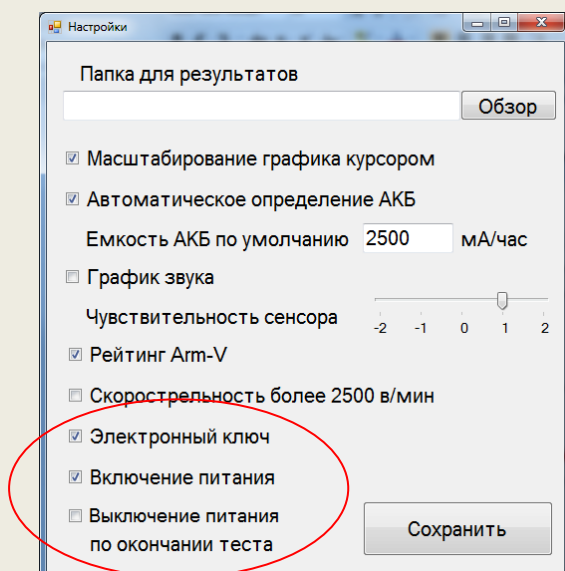 Настройки
Папка для результатов
Обзор
Масштабирование графика курсором
Автоматическое определение АКБ
Емкость АКБ по умолчанию 2500 мА/час
График звука
Чувствительность сенсора
-2 -1 0 1 2
Рейтинг Arm-V
Скорострельность более 2500 в/мин
Электронный ключ
Включение питания
Выключение питания
по окончании теста
Сохранить